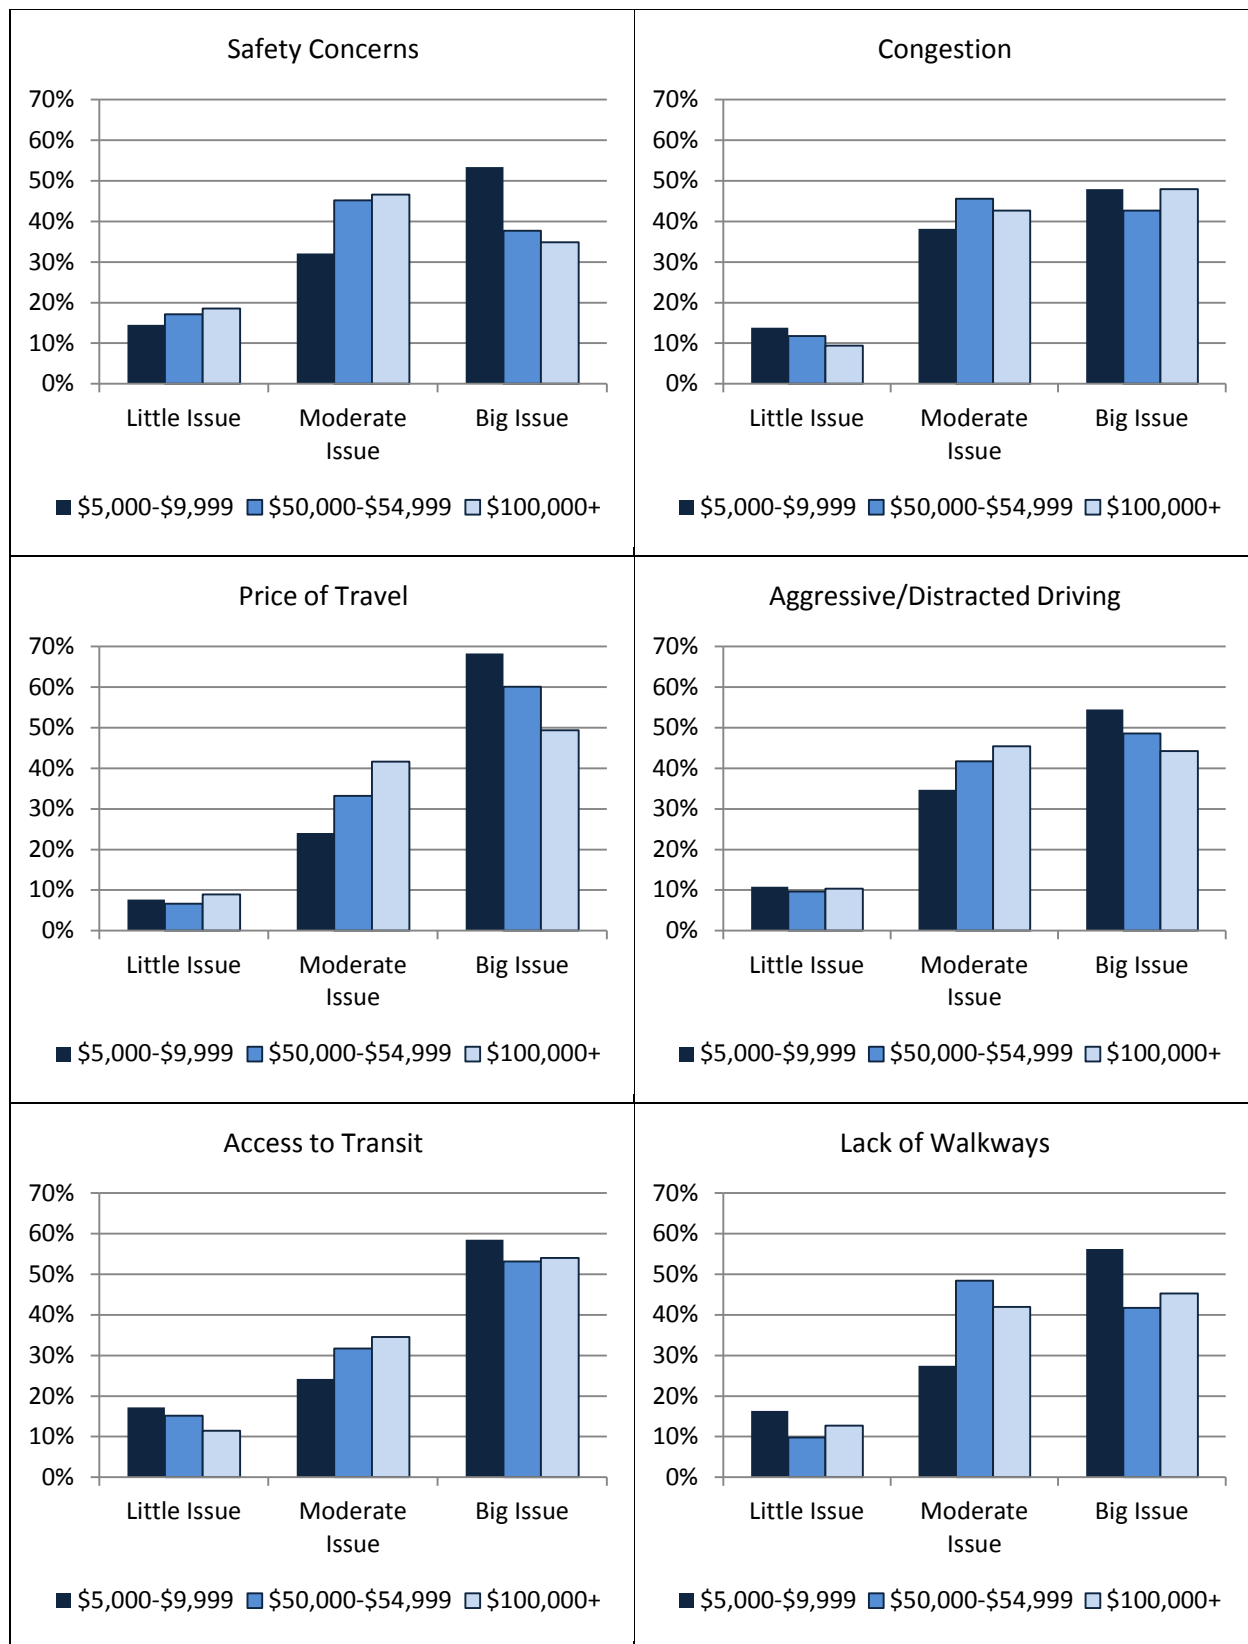 Safety Concerns
70%
60%
50%
40%
30%
20%
10%
0%
Little Issue
Moderate
Issue
Big Issue
$5,000-$9,999 $50,000-$54,999 $100,000+
Congestion
70%
60%
50%
40%
30%
20%
10%
0%
Little Issue
Moderate
Issue
Big Issue
$5,000-$9,999 $50,000-$54,999 $100,000+
Price of Travel
70%
60%
50%
40%
30%
20%
10%
0%
Little Issue
Moderate
Issue
Big Issue
$5,000-$9,999 $50,000-$54,999 $100,000+
Aggressive/Distracted Driving
70%
60%
50%
40%
30%
20%
10%
0%
Little Issue
Moderate
Issue
Big Issue
$5,000-$9,999 $50,000-$54,999 $100,000+
Access to Transit
70%
60%
50%
40%
30%
20%
10%
0%
Little Issue
Moderate
Issue
Big Issue
$5,000-$9,999 $50,000-$54,999 $100,000+
Lack of Walkways
70%
60%
50%
40%
30%
20%
10%
0%
Little Issue
Moderate
Issue
Big Issue
$5,000-$9,999 $50,000-$54,999 $100,000+